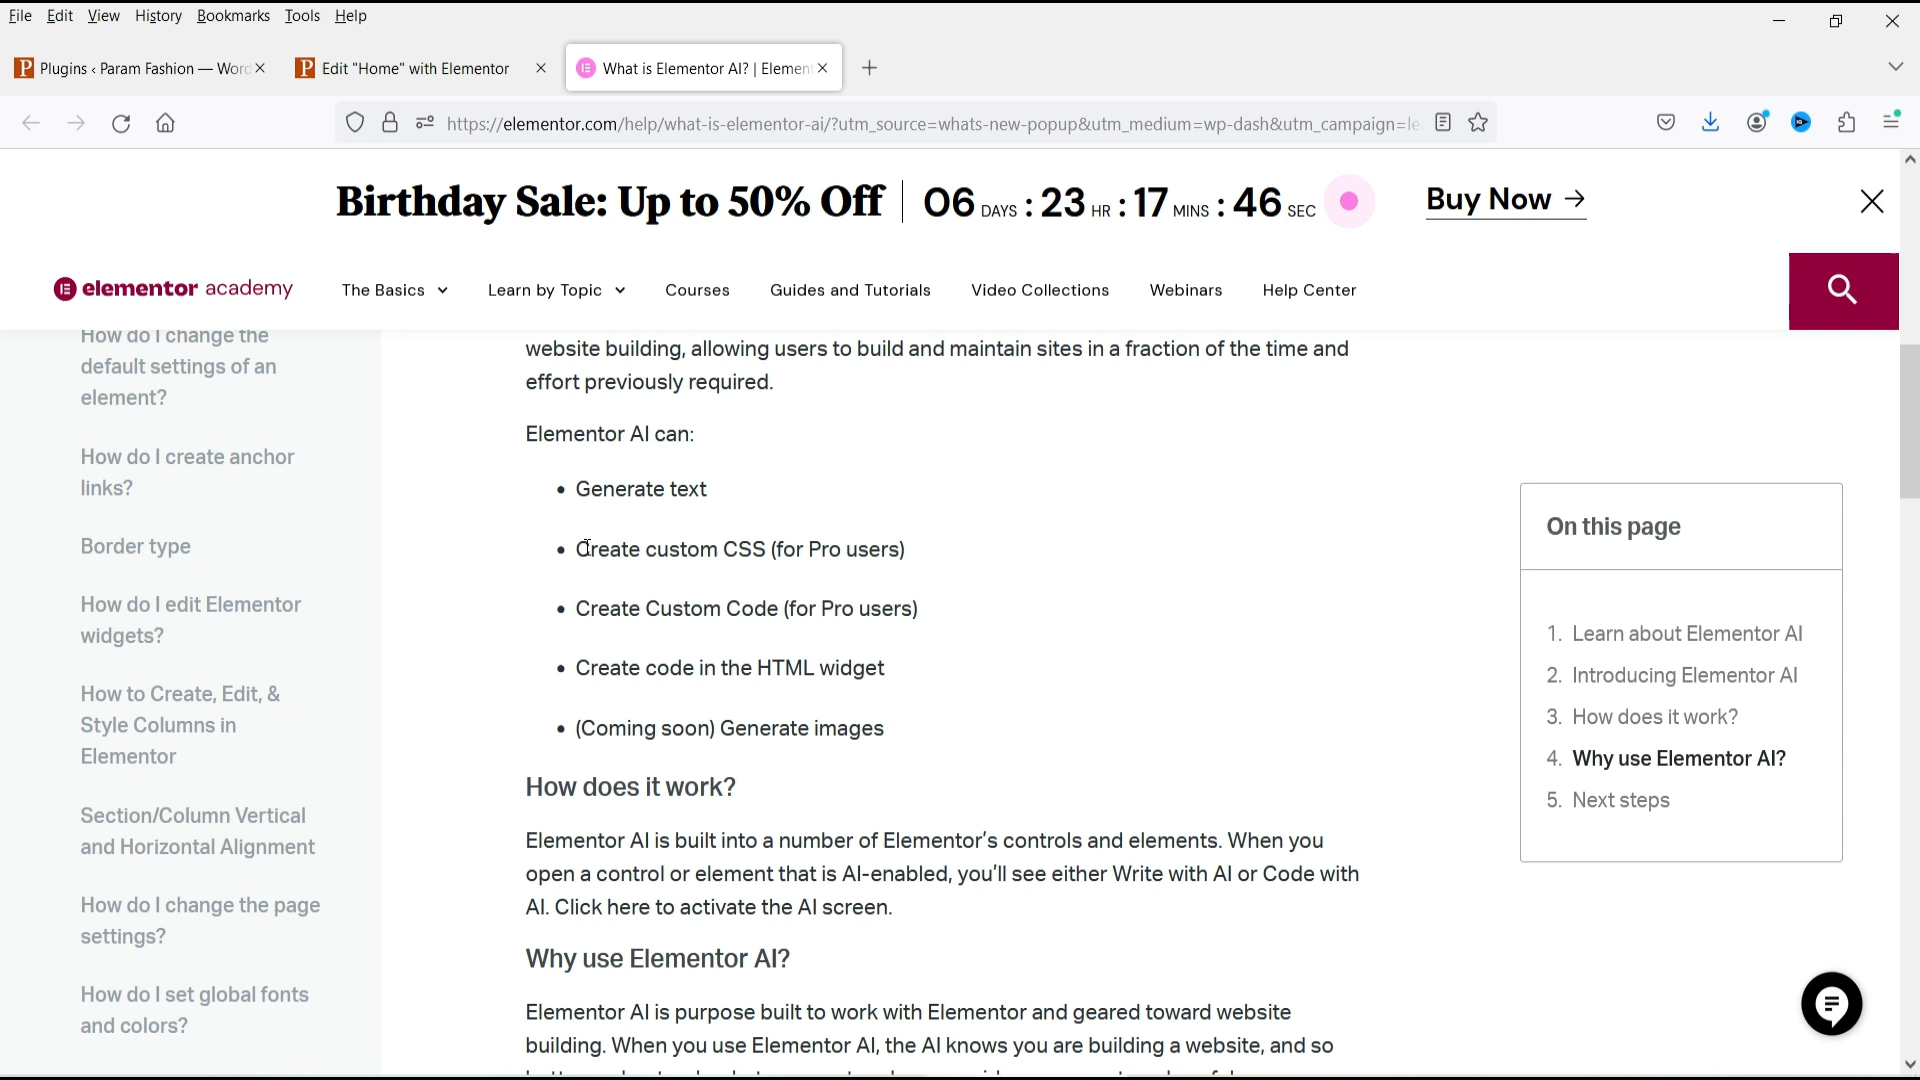 File Edit View History Bookmarks Tools Help
Plugins ‹ Param Fashion — Word
Edit "Home" with Elementor
What is Elementor AI? | Element
https://elementor.com/help/what-is-elementor-ai/?utm_source=whats-new-popup&utm_medium=wp-dash&utm_campaign=le
Birthday Sale: Up to 50% Off
06 DAYS : 23 HR : 17 MINS : 46 SEC
Buy Now →
elementor academy
The Basics
Learn by Topic
Courses
Guides and Tutorials
Video Collections
Webinars
Help Center
How do I change the
default settings of an
element?
How do I create anchor
links?
Border type
How do I edit Elementor
widgets?
How to Create, Edit, &
Style Columns in
Elementor
Section/Column Vertical
and Horizontal Alignment
How do I change the page
settings?
How do I set global fonts
and colors?
website building, allowing users to build and maintain sites in a fraction of the time and
effort previously required.
Elementor AI can:
• Generate text
• Create custom CSS (for Pro users)
• Create Custom Code (for Pro users)
• Create code in the HTML widget
• (Coming soon) Generate images
How does it work?
Elementor AI is built into a number of Elementor's controls and elements. When you
open a control or element that is AI-enabled, you'll see either Write with AI or Code with
AI. Click here to activate the AI screen.
Why use Elementor AI?
Elementor AI is purpose built to work with Elementor and geared toward website
building. When you use Elementor AI, the AI knows you are building a website, and so
On this page
1. Learn about Elementor AI
2. Introducing Elementor AI
3. How does it work?
4. Why use Elementor AI?
5. Next steps